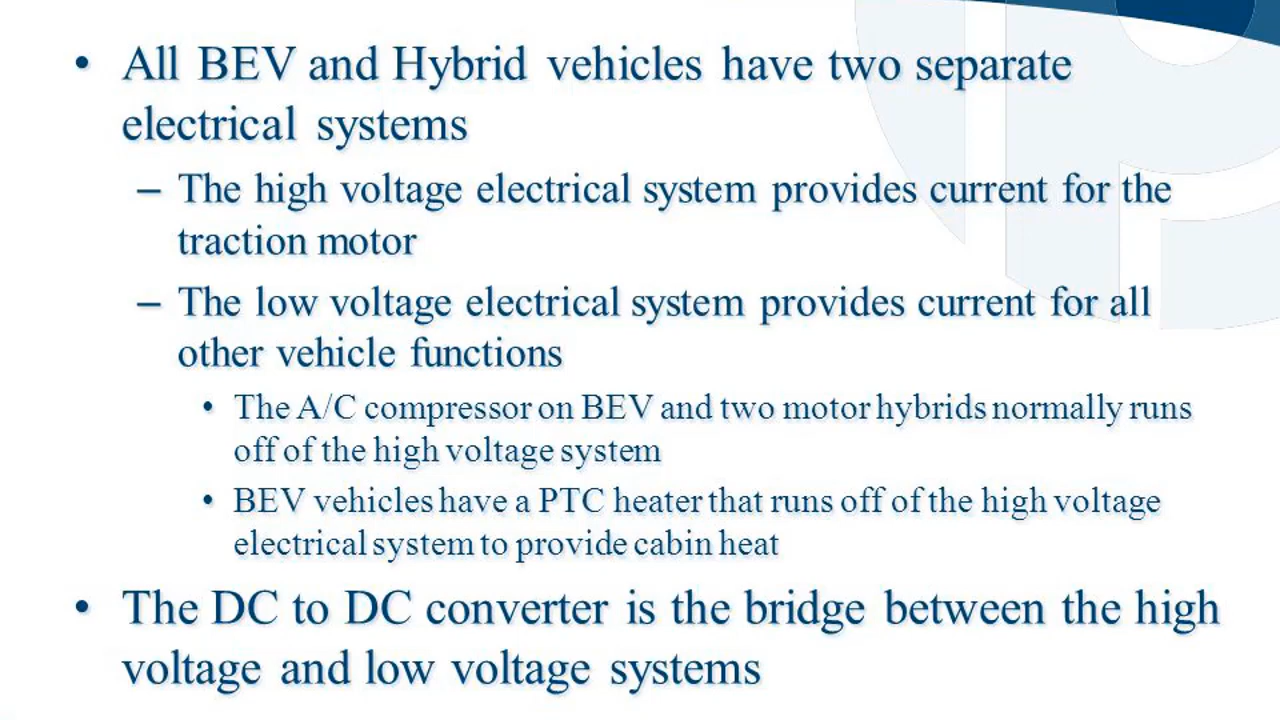 • All BEV and Hybrid vehicles have two separate
electrical systems
– The high voltage electrical system provides current for the
traction motor
– The low voltage electrical system provides current for all
other vehicle functions
• The A/C compressor on BEV and two motor hybrids normally runs
off of the high voltage system
• BEV vehicles have a PTC heater that runs off of the high voltage
electrical system to provide cabin heat
• The DC to DC converter is the bridge between the high
voltage and low voltage systems